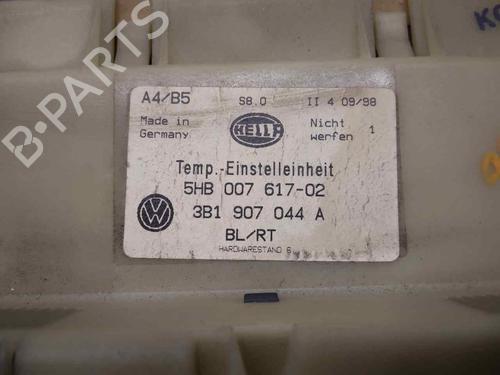 B-PARTS
A4/B5 S8.0 II 4 09/98
Made in Germany HELLA Nicht werfen 1
Temp.-Einstelleinheit
5HB 007 617-02
3B1 907 044 A
BL/RT
HARDWARESTAND 6